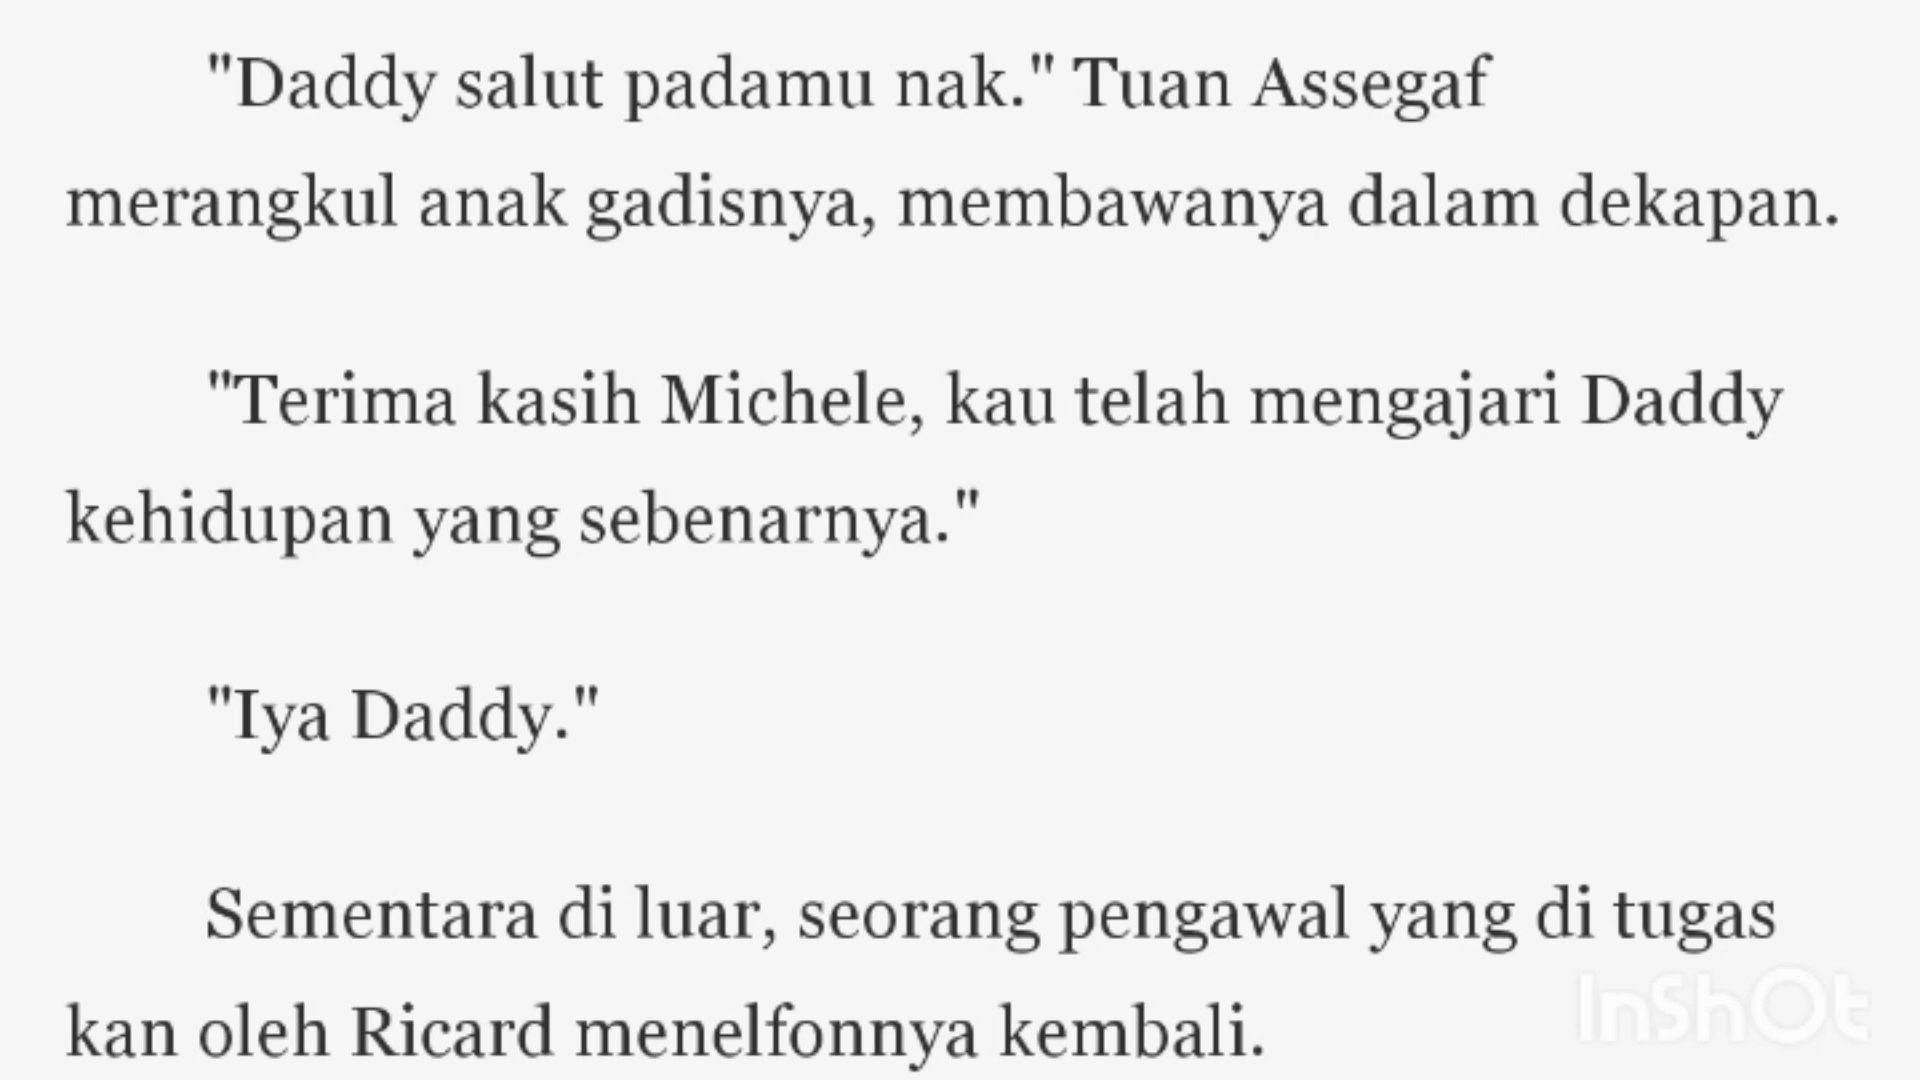 "Daddy salut padamu nak." Tuan Assegaf
merangkul anak gadisnya, membawanya dalam dekapan.
"Terima kasih Michele, kau telah mengajari Daddy
kehidupan yang sebenarnya."
"Iya Daddy."
Sementara di luar, seorang pengawal yang di tugas
kan oleh Ricard menelfonnya kembali.
InShOt